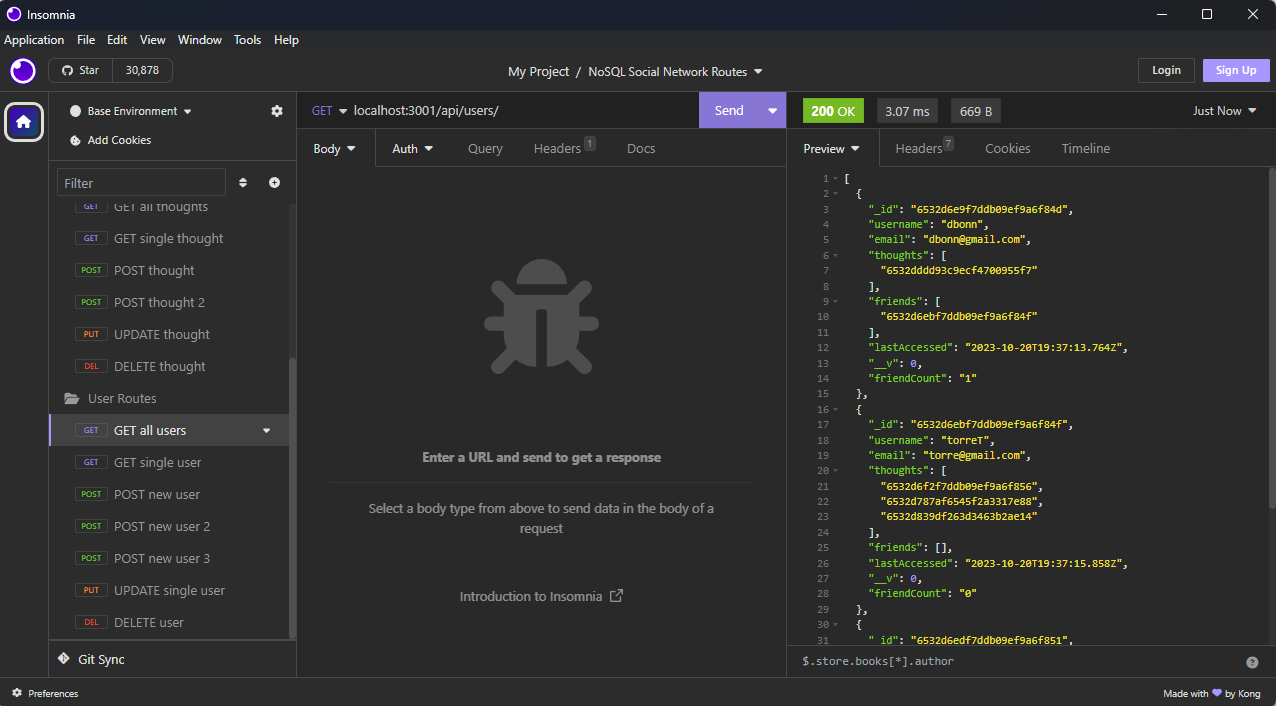 Insomnia
Application File Edit View Window Tools Help
Star 30,878
My Project / NoSQL Social Network Routes
Login Sign Up
Base Environment
Add Cookies
Filter
GET GET all thoughts
GET GET single thought
POST POST thought
POST POST thought 2
PUT UPDATE thought
DEL DELETE thought
User Routes
GET GET all users
GET GET single user
POST POST new user
POST POST new user 2
POST POST new user 3
PUT UPDATE single user
DEL DELETE user
Git Sync
Preferences
GET localhost:3001/api/users/ Send
Body Auth Query Headers 1 Docs
Enter a URL and send to get a response
Select a body type from above to send data in the body of a
request
Introduction to Insomnia
200 OK 3.07 ms 669 B Just Now
Preview Headers 7 Cookies Timeline
1 [
2 {
3 "_id": "6532d6e9f7ddb09ef9a6f84d",
4 "username": "dbonn",
5 "email": "dbonn@gmail.com",
6 "thoughts": [
7 "6532dddd93c9ecf4700955f7"
8 ],
9 "friends": [
10 "6532d6ebf7ddb09ef9a6f84f"
11 ],
12 "lastAccessed": "2023-10-20T19:37:13.764Z",
13 "__v": 0,
14 "friendCount": "1"
15 },
16 {
17 "_id": "6532d6ebf7ddb09ef9a6f84f",
18 "username": "torreT",
19 "email": "torre@gmail.com",
20 "thoughts": [
21 "6532d6f2f7ddb09ef9a6f856",
22 "6532d787af6545f2a3317e88",
23 "6532d839df263d3463b2ae14"
24 ],
25 "friends": [],
26 "lastAccessed": "2023-10-20T19:37:15.858Z",
27 "__v": 0,
28 "friendCount": "0"
29 },
30 {
31 "_id": "6532d6edf7ddb09ef9a6f851",
$.store.books[*].author
Made with by Kong